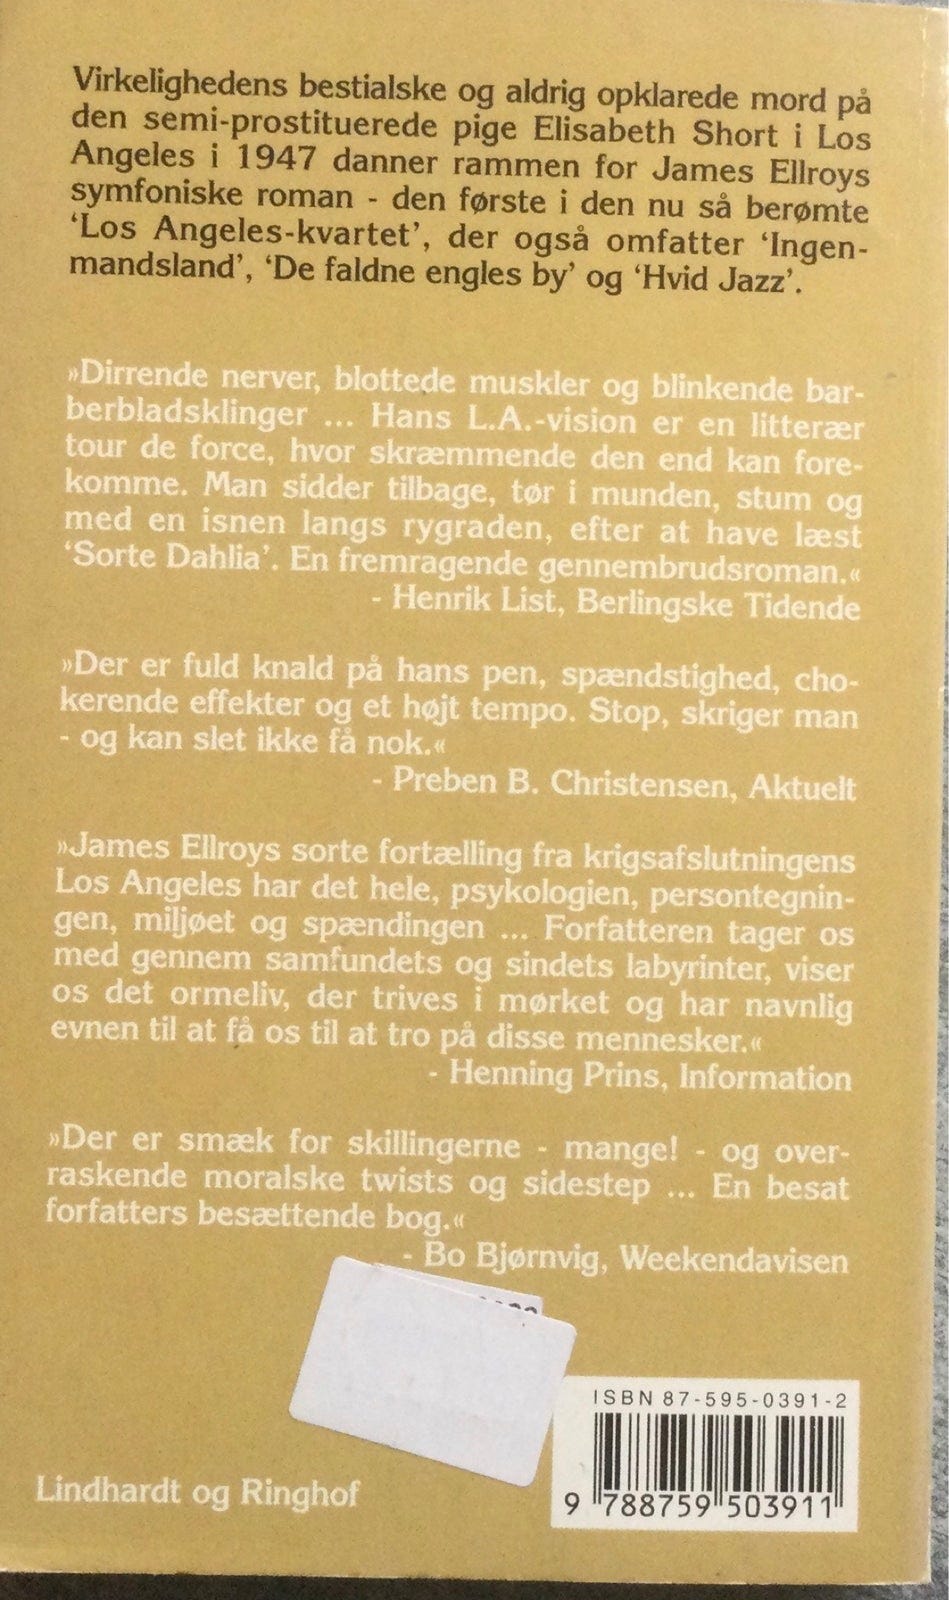 Virkelighedens bestialske og aldrig opklarede mord på
den semi-prostituerede pige Elisabeth Short i Los
Angeles i 1947 danner rammen for James Ellroys
symfoniske roman - den første i den nu så berømte
‘Los Angeles-kvartet’, der også omfatter ‘Ingen-
mandsland’, ‘De faldne engles by’ og ‘Hvid Jazz’.
»Dirrende nerver, blottede muskler og blinkende bar-
berbladsklinger ... Hans L.A.-vision er en litterær
tour de force, hvor skræmmende den end kan fore-
komme. Man sidder tilbage, tør i munden, stum og
med en isnen langs rygraden, efter at have læst
‘Sorte Dahlia’. En fremragende gennembrudsroman.«
- Henrik List, Berlingske Tidende
»Der er fuld knald på hans pen, spændstighed, cho-
kerende effekter og et højt tempo. Stop, skriger man
- og kan slet ikke få nok.«
- Preben B. Christensen, Aktuelt
»James Ellroys sorte fortælling fra krigsafslutningens
Los Angeles har det hele, psykologien, persontegnin-
gen, miljøet og spændingen ... Forfatteren tager os
med gennem samfundets og sindets labyrinter, viser
os det ormeliv, der trives i mørket og har navnlig
evnen til at få os til at tro på disse mennesker.«
- Henning Prins, Information
»Der er smæk for skillingerne - mange! - og over-
raskende moralske twists og sidestep ... En besat
forfatters besættende bog.«
- Bo Bjørnvig, Weekendavisen
ISBN 87-595-0391-2
9 788759 503911
Lindhardt og Ringhof